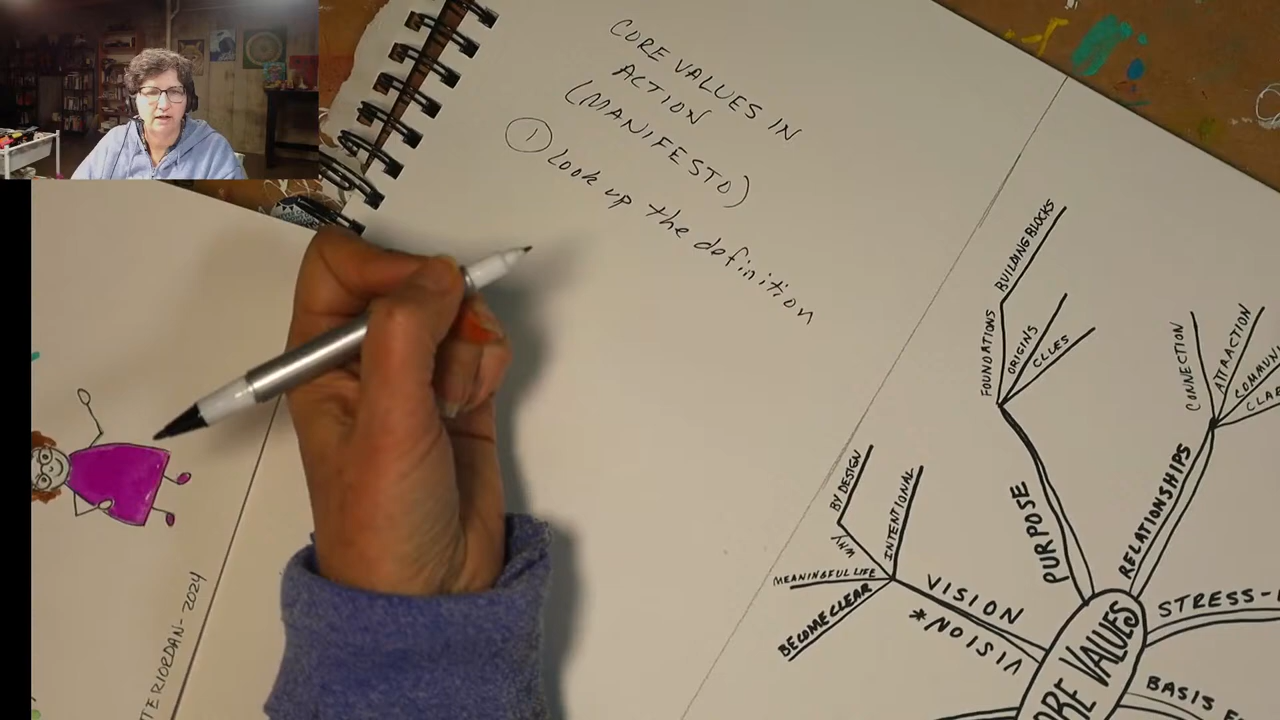 CORE VALUES IN
ACTION
(MANIFESTO)
① Look up the definition
BUILDING BLOCKS
FOUNDATIONS
ORIGINS
CLUES
CONNECTION
ATTRACTION
PURPOSE
RELATIONSHIPS
BY DESIGN
WHY
INTENTIONAL
MEANINGFUL LIFE
BECOME CLEAR
VISION
VISION*
STRESS-
ORE VALUES
BASIS
RIORDAN-2024